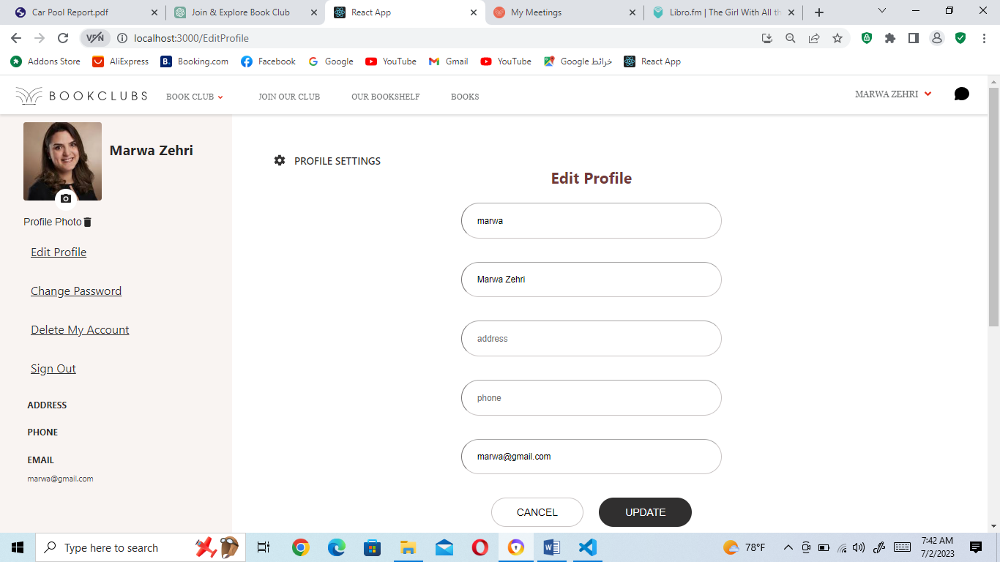 Car Pool Report.pdf
Join & Explore Book Club
React App
My Meetings
Libro.fm | The Girl With All th
VPN
localhost:3000/EditProfile
Addons Store
AliExpress
B.
Booking.com
Facebook
Google
YouTube
Gmail
YouTube
خرائط Google
React App
BOOKCLUBS
BOOK CLUB
JOIN OUR CLUB
OUR BOOKSHELF
BOOKS
MARWA ZEHRI
Marwa Zehri
Profile Photo
Edit Profile
Change Password
Delete My Account
Sign Out
ADDRESS
PHONE
EMAIL
marwa@gmail.com
PROFILE SETTINGS
Edit Profile
marwa
Marwa Zehri
address
phone
marwa@gmail.com
CANCEL
UPDATE
Type here to search
78°F
7:42 AM
7/2/2023